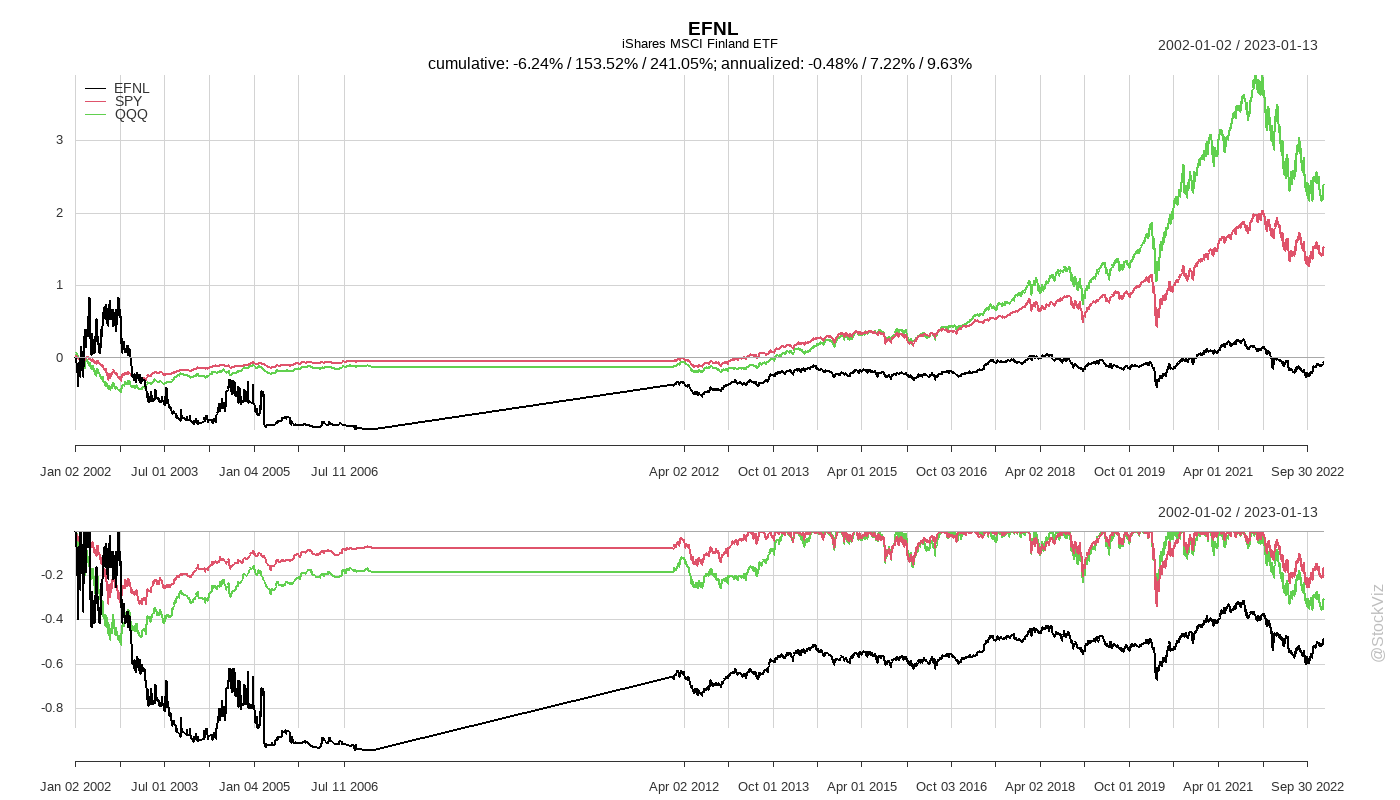 EFNL
iShares MSCI Finland ETF
2002-01-02 / 2023-01-13
cumulative: -6.24% / 153.52% / 241.05%; annualized: -0.48% / 7.22% / 9.63%
EFNL
SPY
QQQ
3
2
1
0
Jan 02 2002 Jul 01 2003 Jan 04 2005 Jul 11 2006 Apr 02 2012 Oct 01 2013 Apr 01 2015 Oct 03 2016 Apr 02 2018 Oct 01 2019 Apr 01 2021 Sep 30 2022
2002-01-02 / 2023-01-13
-0.2
-0.4
-0.6
-0.8
Jan 02 2002 Jul 01 2003 Jan 04 2005 Jul 11 2006 Apr 02 2012 Oct 01 2013 Apr 01 2015 Oct 03 2016 Apr 02 2018 Oct 01 2019 Apr 01 2021 Sep 30 2022
@StockViz